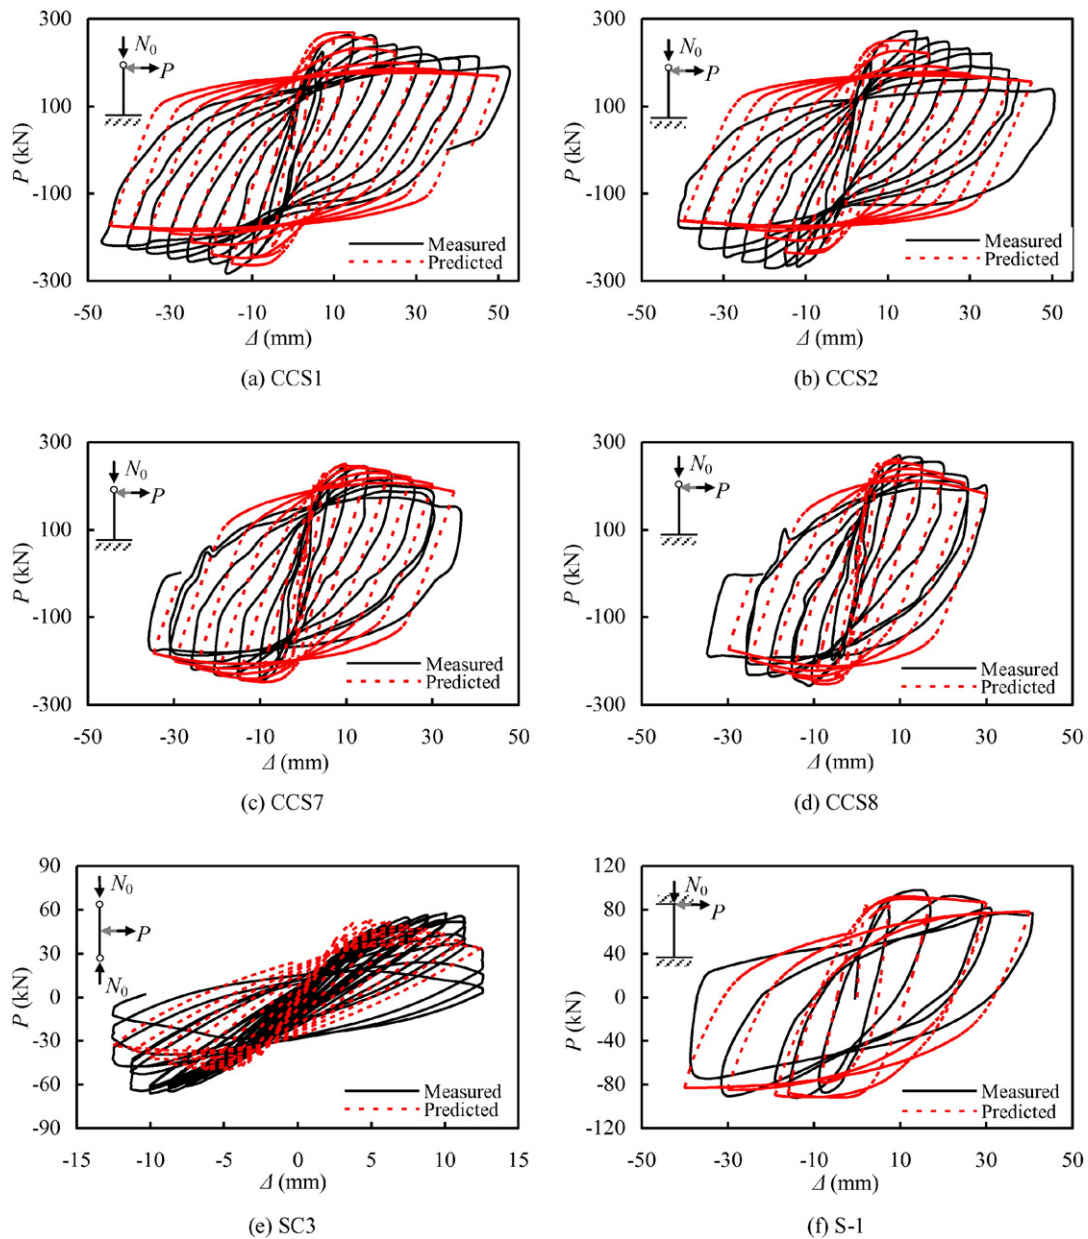 300
100
-100
-300
P (kN)
N0
P
Measured
Predicted
-50 -30 -10 10 30 50
Δ (mm)
(a) CCS1
300
100
-100
-300
P (kN)
N0
P
Measured
Predicted
-50 -30 -10 10 30 50
Δ (mm)
(b) CCS2
300
100
-100
-300
P (kN)
N0
P
Measured
Predicted
-50 -30 -10 10 30 50
Δ (mm)
(c) CCS7
300
100
-100
-300
P (kN)
N0
P
Measured
Predicted
-50 -30 -10 10 30 50
Δ (mm)
(d) CCS8
90
60
30
0
-30
-60
-90
P (kN)
N0
P
N0
Measured
Predicted
-15 -10 -5 0 5 10 15
Δ (mm)
(e) SC3
120
80
40
0
-40
-80
-120
P (kN)
N0
P
Measured
Predicted
-50 -30 -10 10 30 50
Δ (mm)
(f) S-1